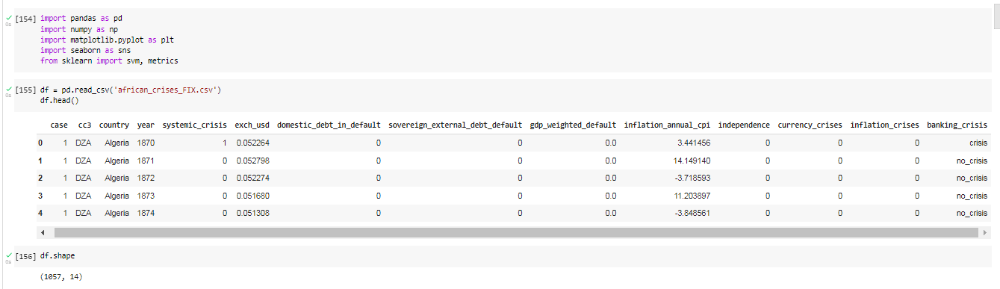 [154] import pandas as pd
import numpy as np
import matplotlib.pyplot as plt
import seaborn as sns
from sklearn import svm, metrics
0s
[155] df = pd.read_csv('african_crises_FIX.csv')
df.head()
0s
case cc3 country year systemic_crisis exch_usd domestic_debt_in_default sovereign_external_debt_default gdp_weighted_default inflation_annual_cpi independence currency_crises inflation_crises banking_crisis
0 1 DZA Algeria 1870 1 0.052264 0 0 0.0 3.441456 0 0 0 crisis
1 1 DZA Algeria 1871 0 0.052798 0 0 0.0 14.149140 0 0 0 no_crisis
2 1 DZA Algeria 1872 0 0.052274 0 0 0.0 -3.718593 0 0 0 no_crisis
3 1 DZA Algeria 1873 0 0.051680 0 0 0.0 11.203897 0 0 0 no_crisis
4 1 DZA Algeria 1874 0 0.051308 0 0 0.0 -3.848561 0 0 0 no_crisis
[156] df.shape
0s
(1057, 14)